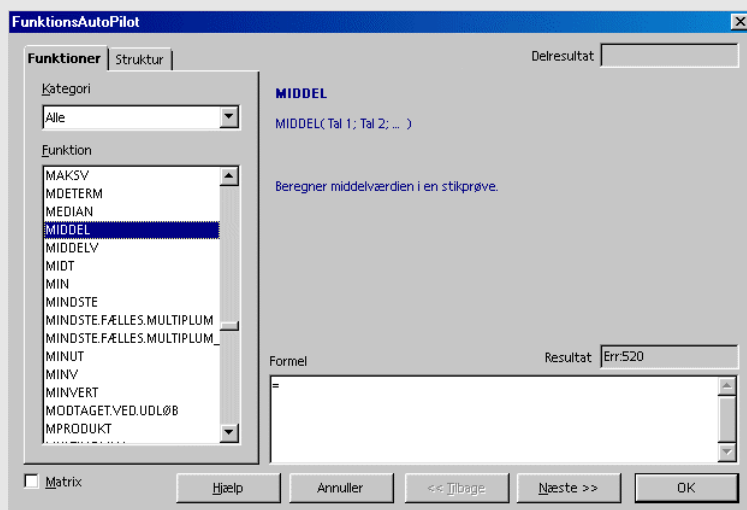 FunktionsAutoPilot
Funktioner
Struktur
Delresultat
Kategori
Alle
Funktion
MAKSV
MDETERM
MEDIAN
MIDDEL
MIDDELV
MIDT
MIN
MINDSTE
MINDSTE.FÆLLES.MULTIPLUM
MINDSTE.FÆLLES.MULTIPLUM_
MINUT
MINV
MINVERT
MODTAGET.VED.UDLØB
MPRODUKT
MIDDEL
MIDDEL( Tal 1; Tal 2; ... )
Beregner middelværdien i en stikprøve.
Formel
Resultat
Err:520
=
Matrix
Hjælp
Annuller
<< Tilbage
Næste >>
OK